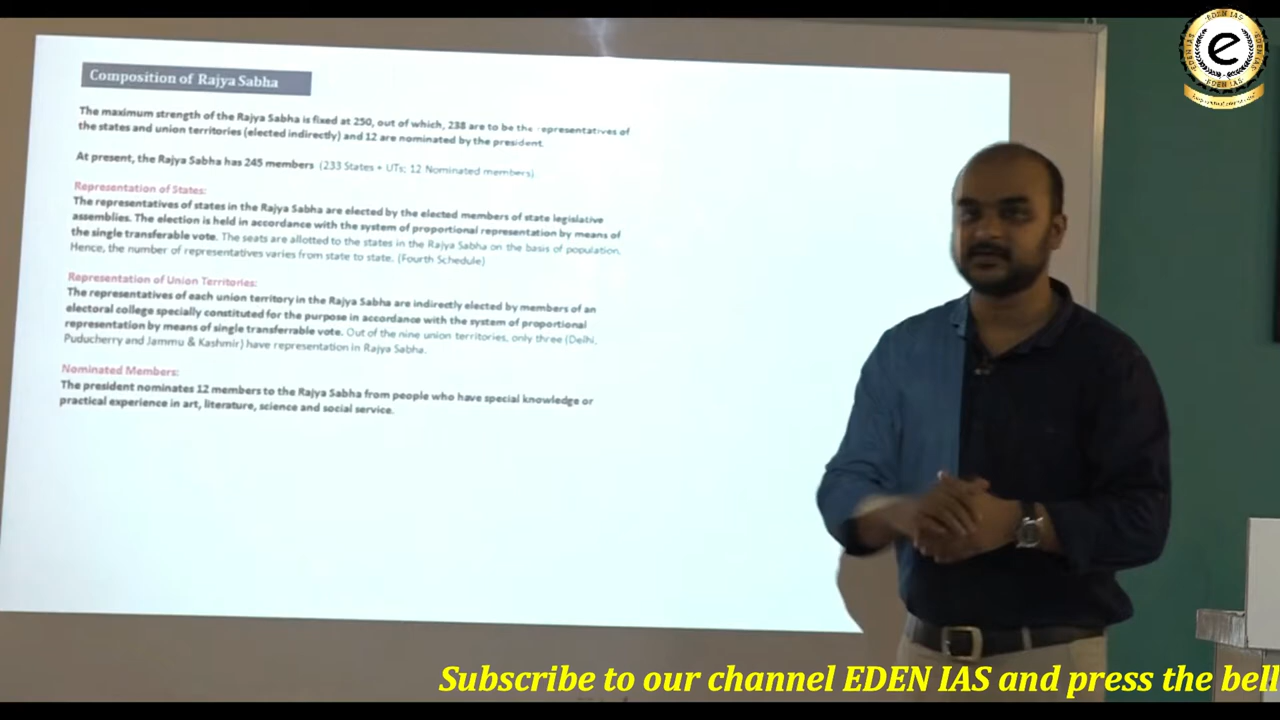 EDEN IAS
e
Composition of Rajya Sabha
The maximum strength of the Rajya Sabha is fixed at 250, out of which, 238 are to be the representatives of
the states and union territories (elected indirectly) and 12 are nominated by the president.
At present, the Rajya Sabha has 245 members (233 States + UTs; 12 Nominated members)
Representation of States:
The representatives of states in the Rajya Sabha are elected by the elected members of state legislative
assemblies. The election is held in accordance with the system of proportional representation by means of
the single transferable vote. The seats are allotted to the states in the Rajya Sabha on the basis of population.
Hence, the number of representatives varies from state to state. (Fourth Schedule)
Representation of Union Territories:
The representatives of each union territory in the Rajya Sabha are indirectly elected by members of an
electoral college specially constituted for the purpose in accordance with the system of proportional
representation by means of single transferrable vote. Out of the nine union territories, only three (Delhi,
Puducherry and Jammu & Kashmir) have representation in Rajya Sabha.
Nominated Members:
The president nominates 12 members to the Rajya Sabha from people who have special knowledge or
practical experience in art, literature, science and social service.
Subscribe to our channel EDEN IAS and press the bell